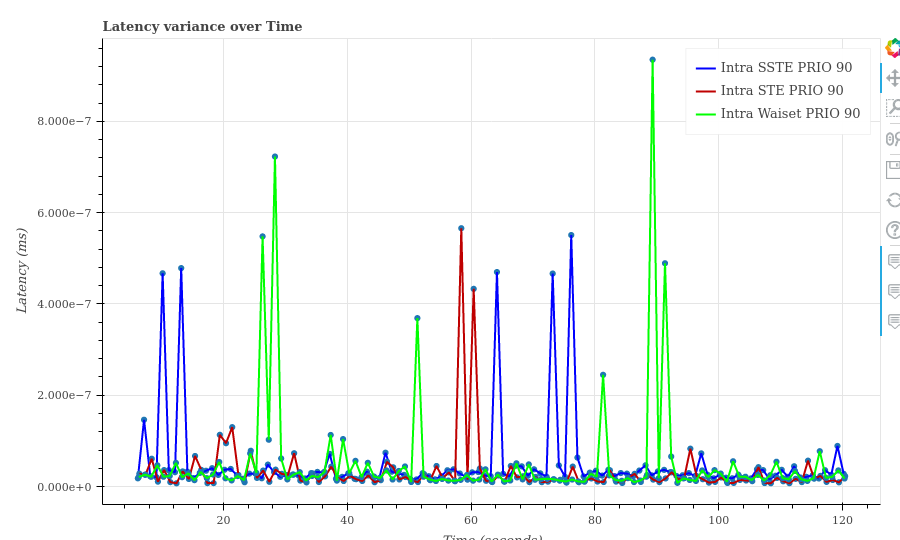 Latency variance over Time
Intra SSTE PRIO 90
Intra STE PRIO 90
Intra Waiset PRIO 90
8.000e−7
6.000e−7
4.000e−7
2.000e−7
0.000e+0
Latency (ms)
20 40 60 80 100 120
Time (seconds)